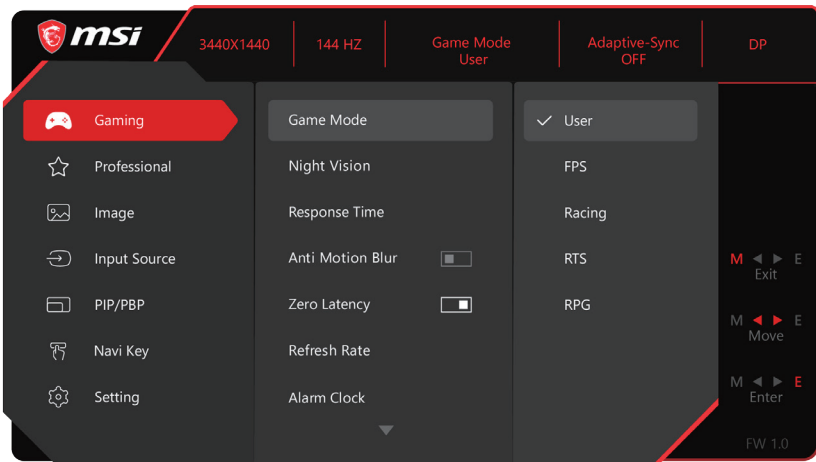 msi
3440X1440
144 HZ
Game Mode
User
Adaptive-Sync
OFF
DP
Gaming
Professional
Image
Input Source
PIP/PBP
Navi Key
Setting
Game Mode
Night Vision
Response Time
Anti Motion Blur
Zero Latency
Refresh Rate
Alarm Clock
User
FPS
Racing
RTS
RPG
M ◄ ► E
Exit
M ◄ ► E
Move
M ◄ ► E
Enter
FW 1.0